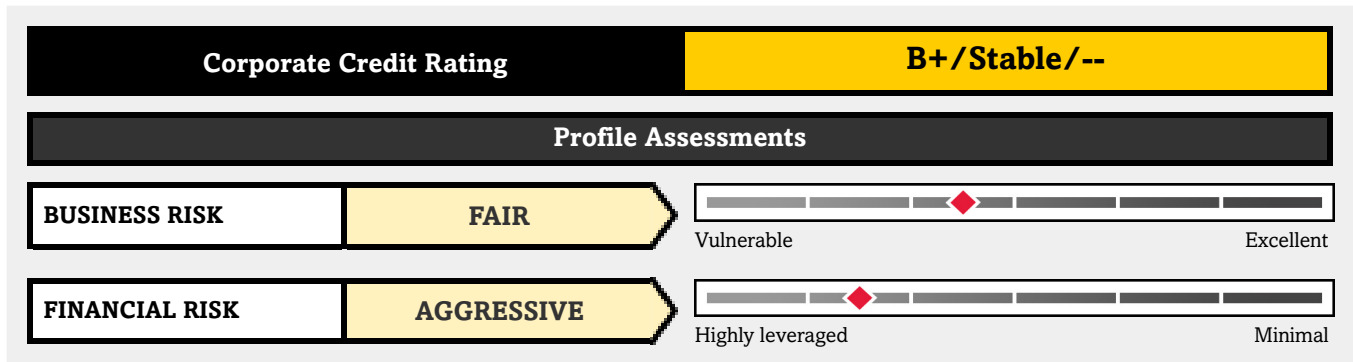 Corporate Credit Rating
B+/Stable/--
Profile Assessments
BUSINESS RISK
FAIR
Vulnerable
Excellent
FINANCIAL RISK
AGGRESSIVE
Highly leveraged
Minimal